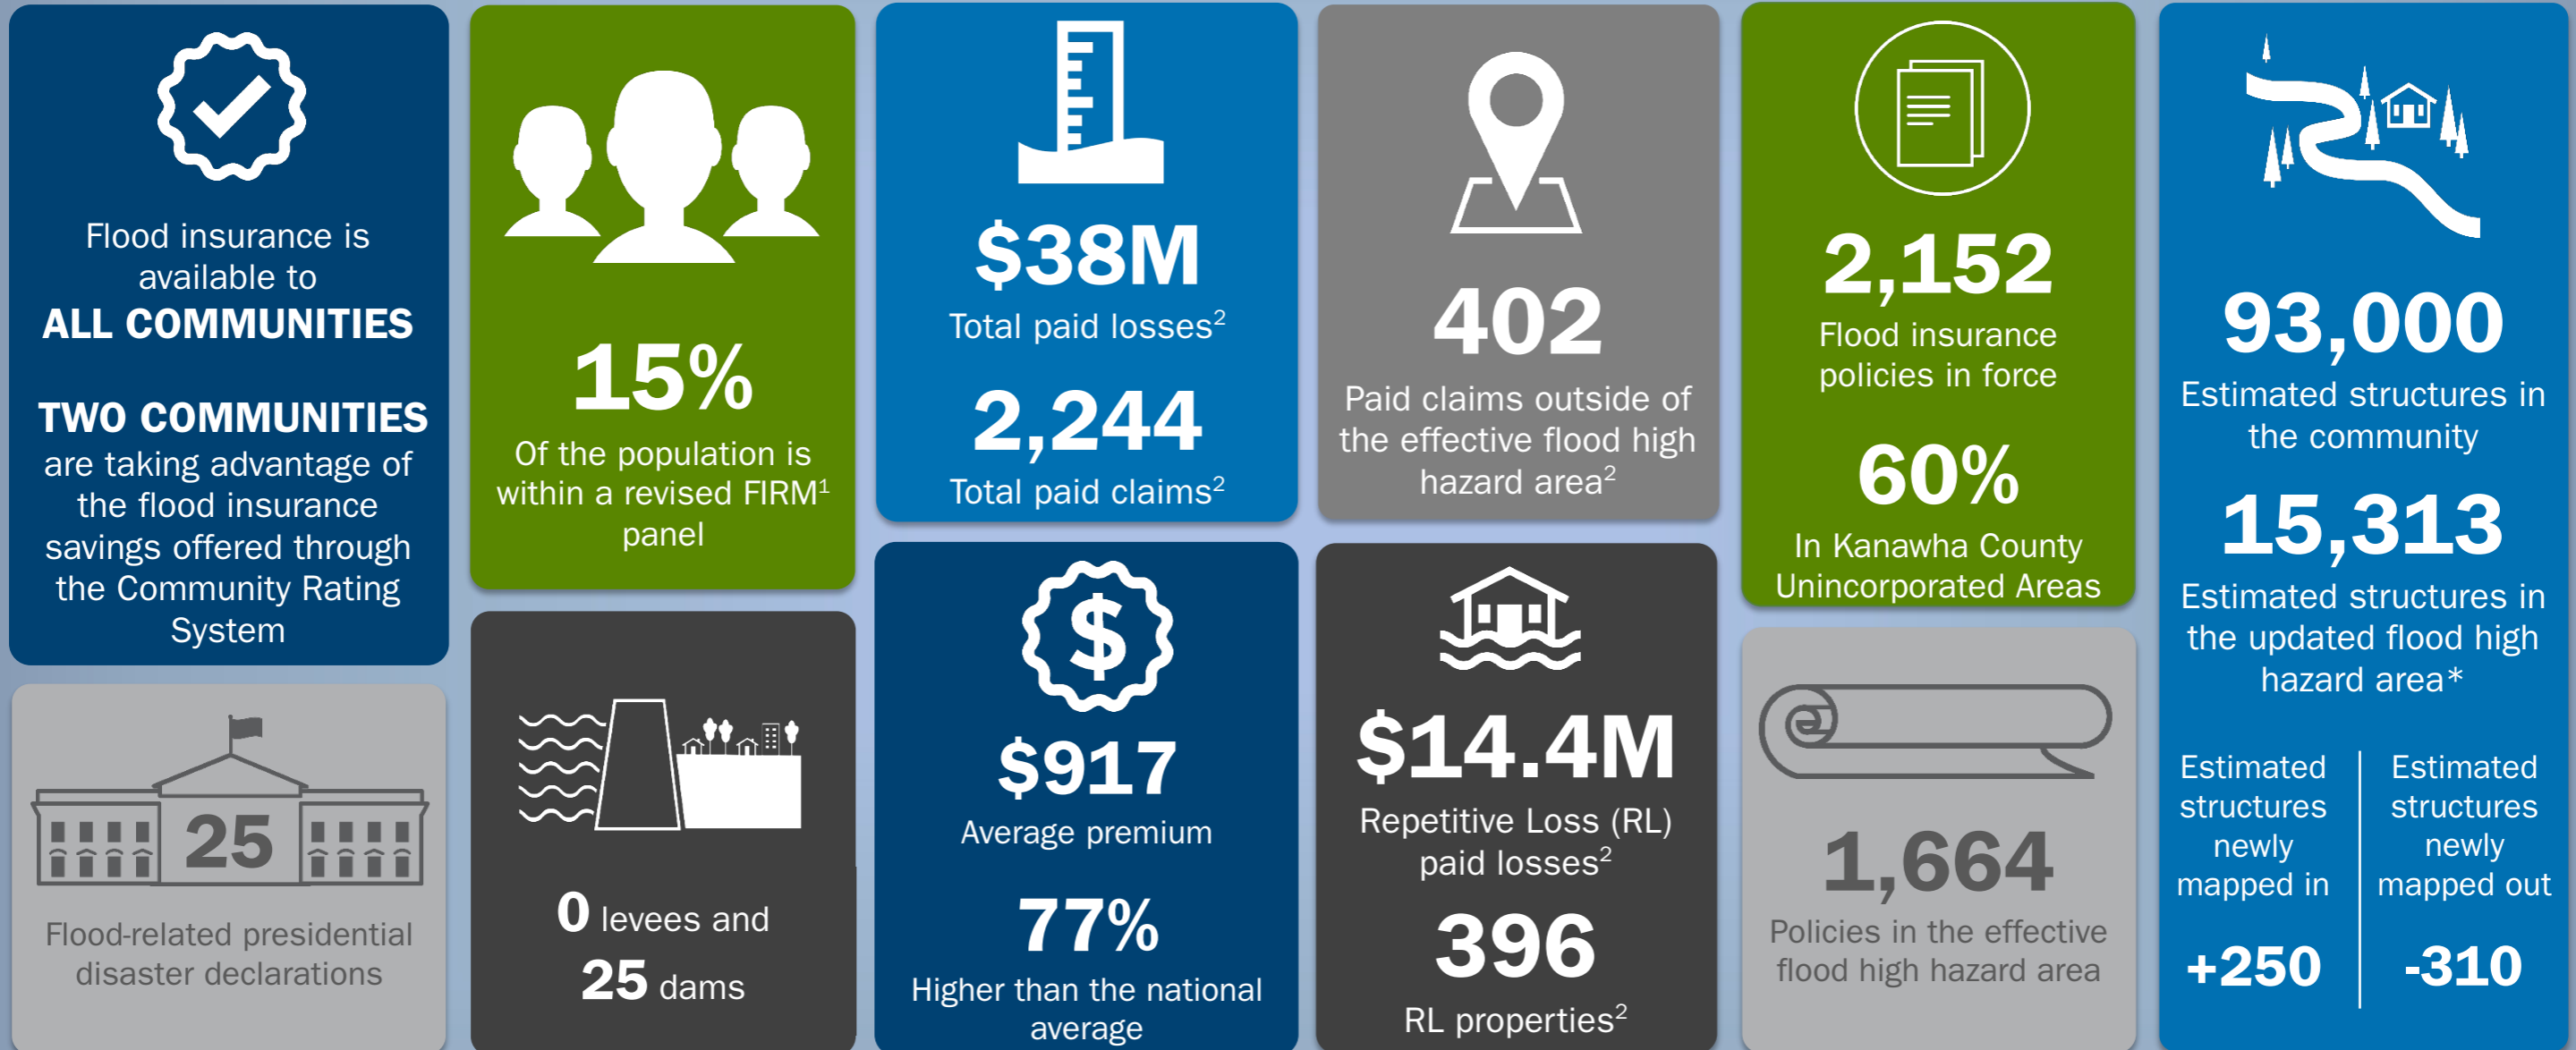 Flood insurance is
available to
ALL COMMUNITIES
TWO COMMUNITIES
are taking advantage of
the flood insurance
savings offered through
the Community Rating
System
25
Flood-related presidential
disaster declarations
15%
Of the population is
within a revised FIRM¹
panel
0 levees and
25 dams
$38M
Total paid losses²
2,244
Total paid claims²
$
$917
Average premium
77%
Higher than the national
average
402
Paid claims outside of
the effective flood high
hazard area²
$14.4M
Repetitive Loss (RL)
paid losses²
396
RL properties²
2,152
Flood insurance
policies in force
60%
In Kanawha County
Unincorporated Areas
1,664
Policies in the effective
flood high hazard area
93,000
Estimated structures in
the community
15,313
Estimated structures in
the updated flood high
hazard area*
Estimated
structures
newly
mapped in
+250
Estimated
structures
newly
mapped out
-310